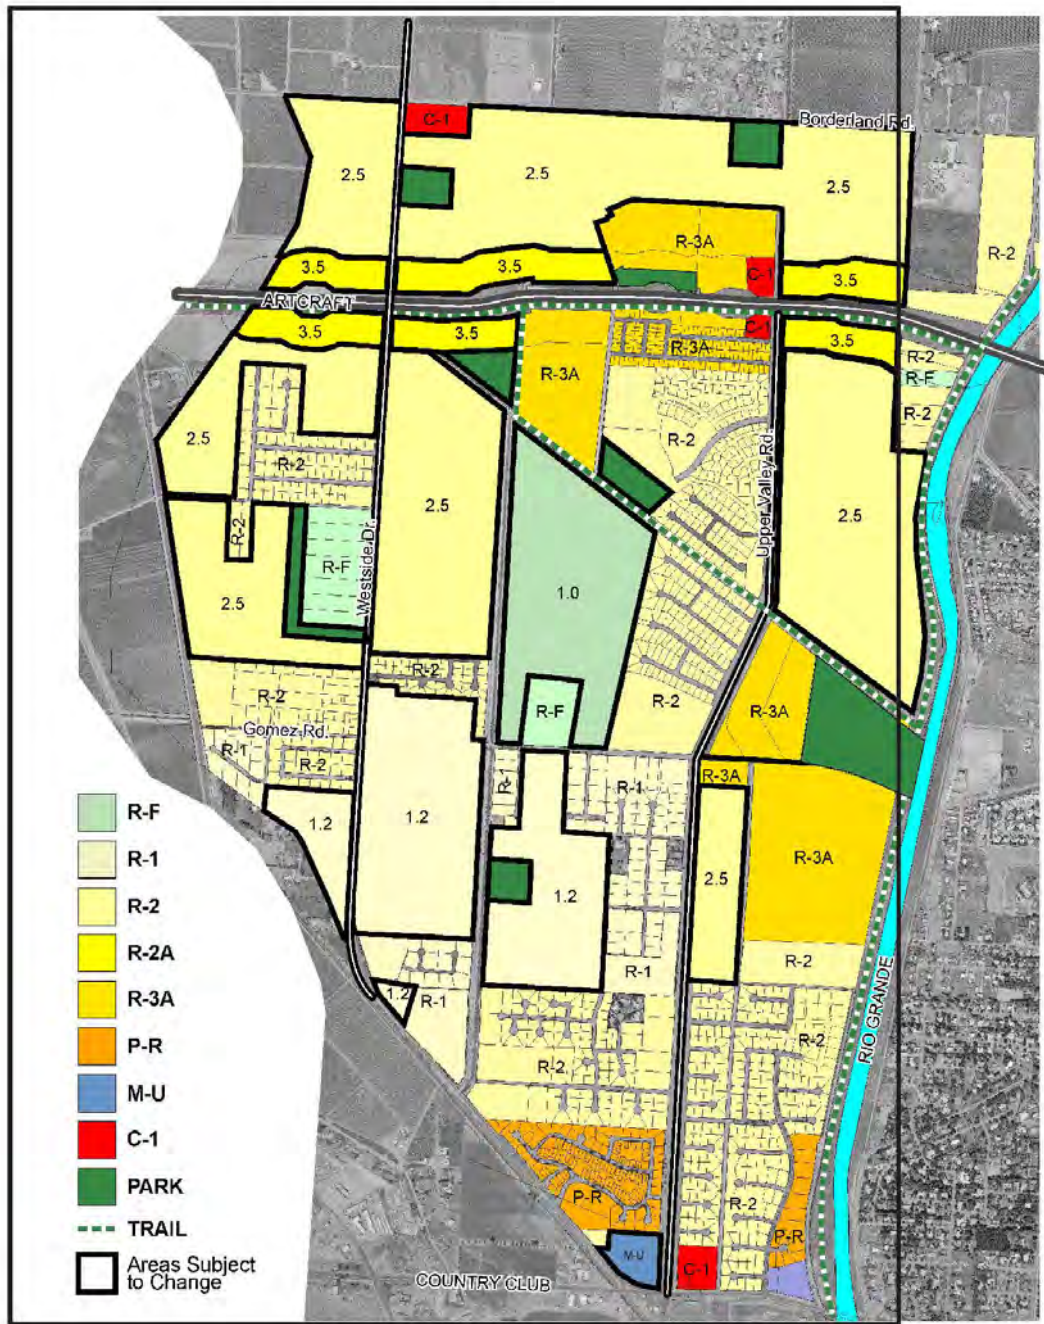 C-1
Borderland Rd.
2.5
2.5
2.5
R-3A
R-2
3.5
3.5
C-1
3.5
ARTCRAFT
3.5
3.5
C-1
3.5
R-3A
R-2
R-3A
R-F
R-2
2.5
R-2
R-2
Upper Valley Rd.
2.5
2.5
R-2
R-F
2.5
Westside Dr.
1.0
R-2
R-2
R-2
R-F
R-3A
Gomez Rd.
R-1
R-2
R-1
R-1
R-3A
1.2
1.2
R-3A
2.5
1.2
R-2
R-1
1.2
R-1
RIO GRANDE
R-2
R-2
P-R
R-2
P-R
M-U
C-1
COUNTRY CLUB
R-F
R-1
R-2
R-2A
R-3A
P-R
M-U
C-1
PARK
TRAIL
Areas Subject
to Change